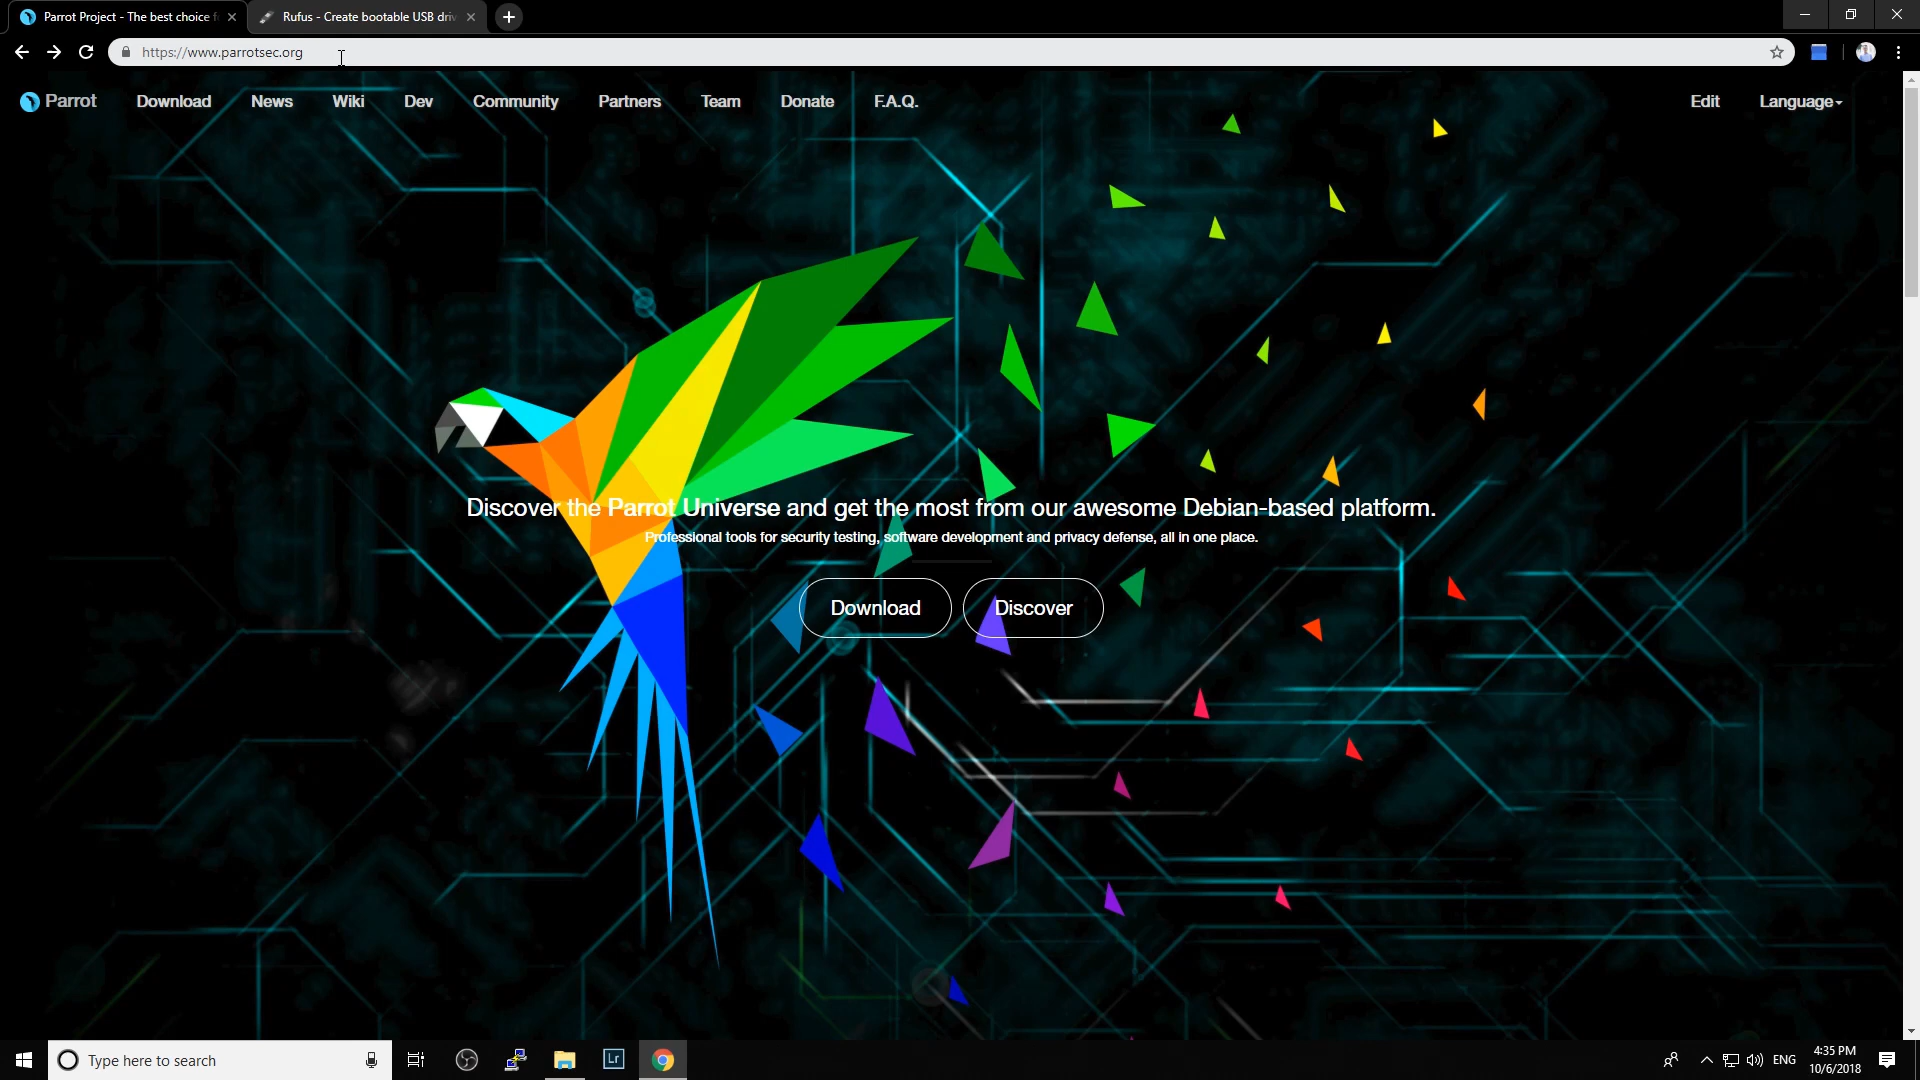 Parrot Project - The best choice f
Rufus - Create bootable USB driv
https://www.parrotsec.org
Parrot
Download
News
Wiki
Dev
Community
Partners
Team
Donate
F.A.Q.
Edit
Language
Discover the Parrot Universe and get the most from our awesome Debian-based platform.
Professional tools for security testing, software development and privacy defense, all in one place.
Download
Discover
Type here to search
Lr
ENG
4:35 PM
10/6/2018